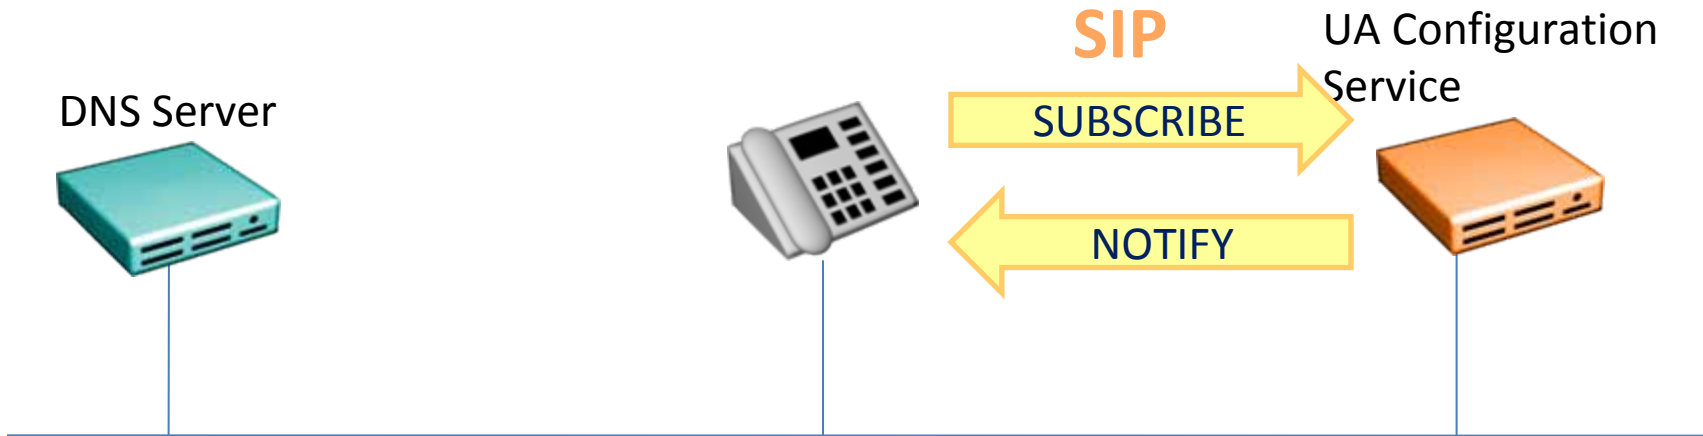 SIP
UA Configuration
Service
DNS Server
SUBSCRIBE
NOTIFY